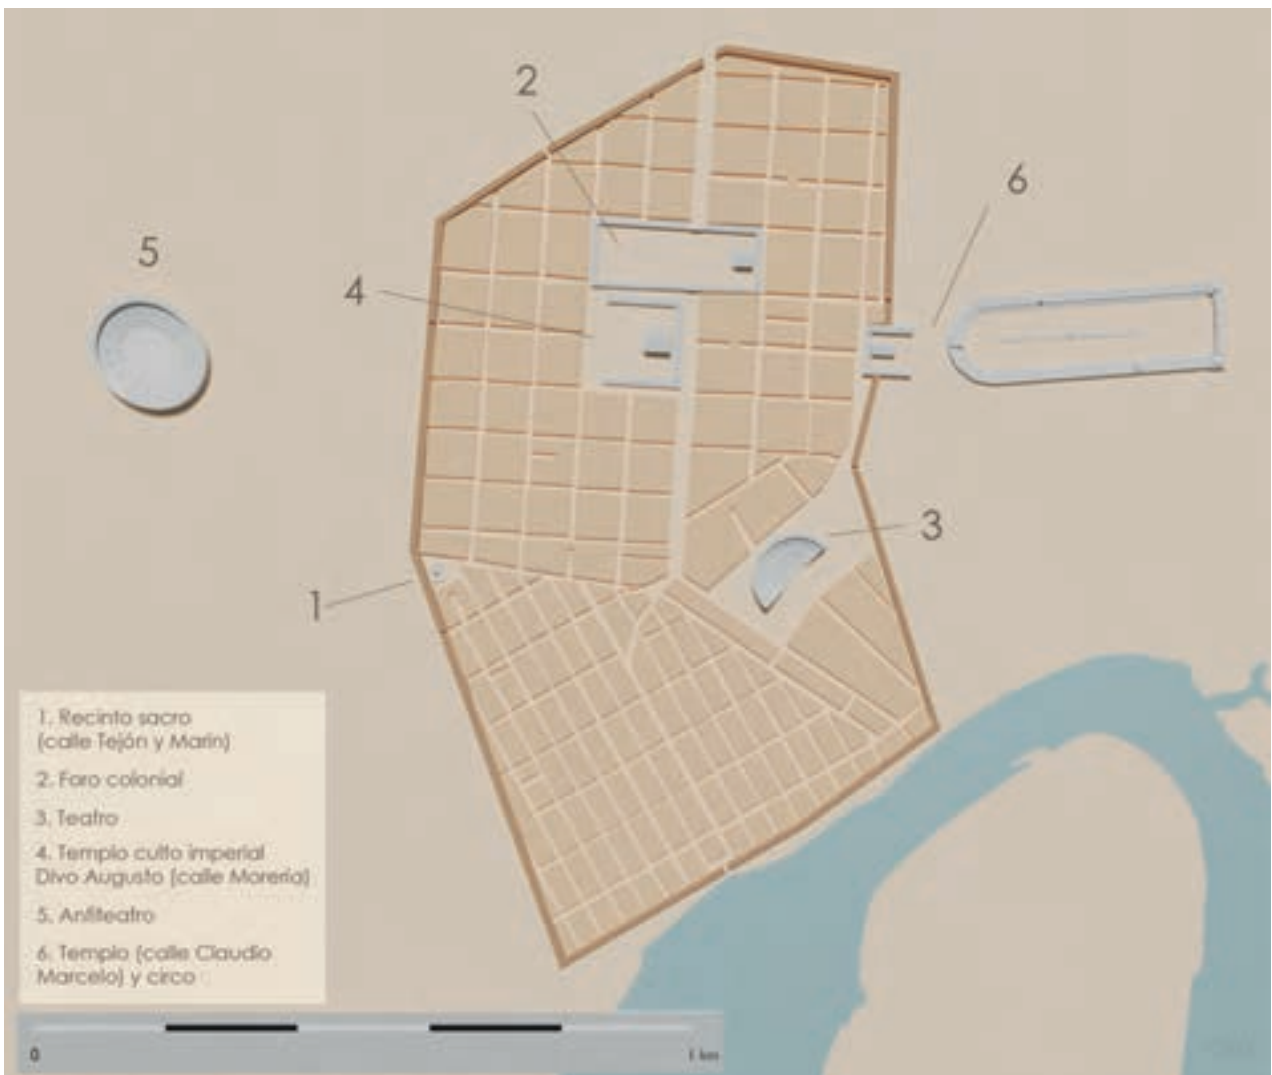 2
6
5
4
3
1
1. Recinto sacro
(calle Tejón y Marín)
2. Foro colonial
3. Teatro
4. Templo culto imperial
Divo Augusto (calle Morería)
5. Anfiteatro
6. Templo (calle Claudio
Marcelo) y circo
0
1 km